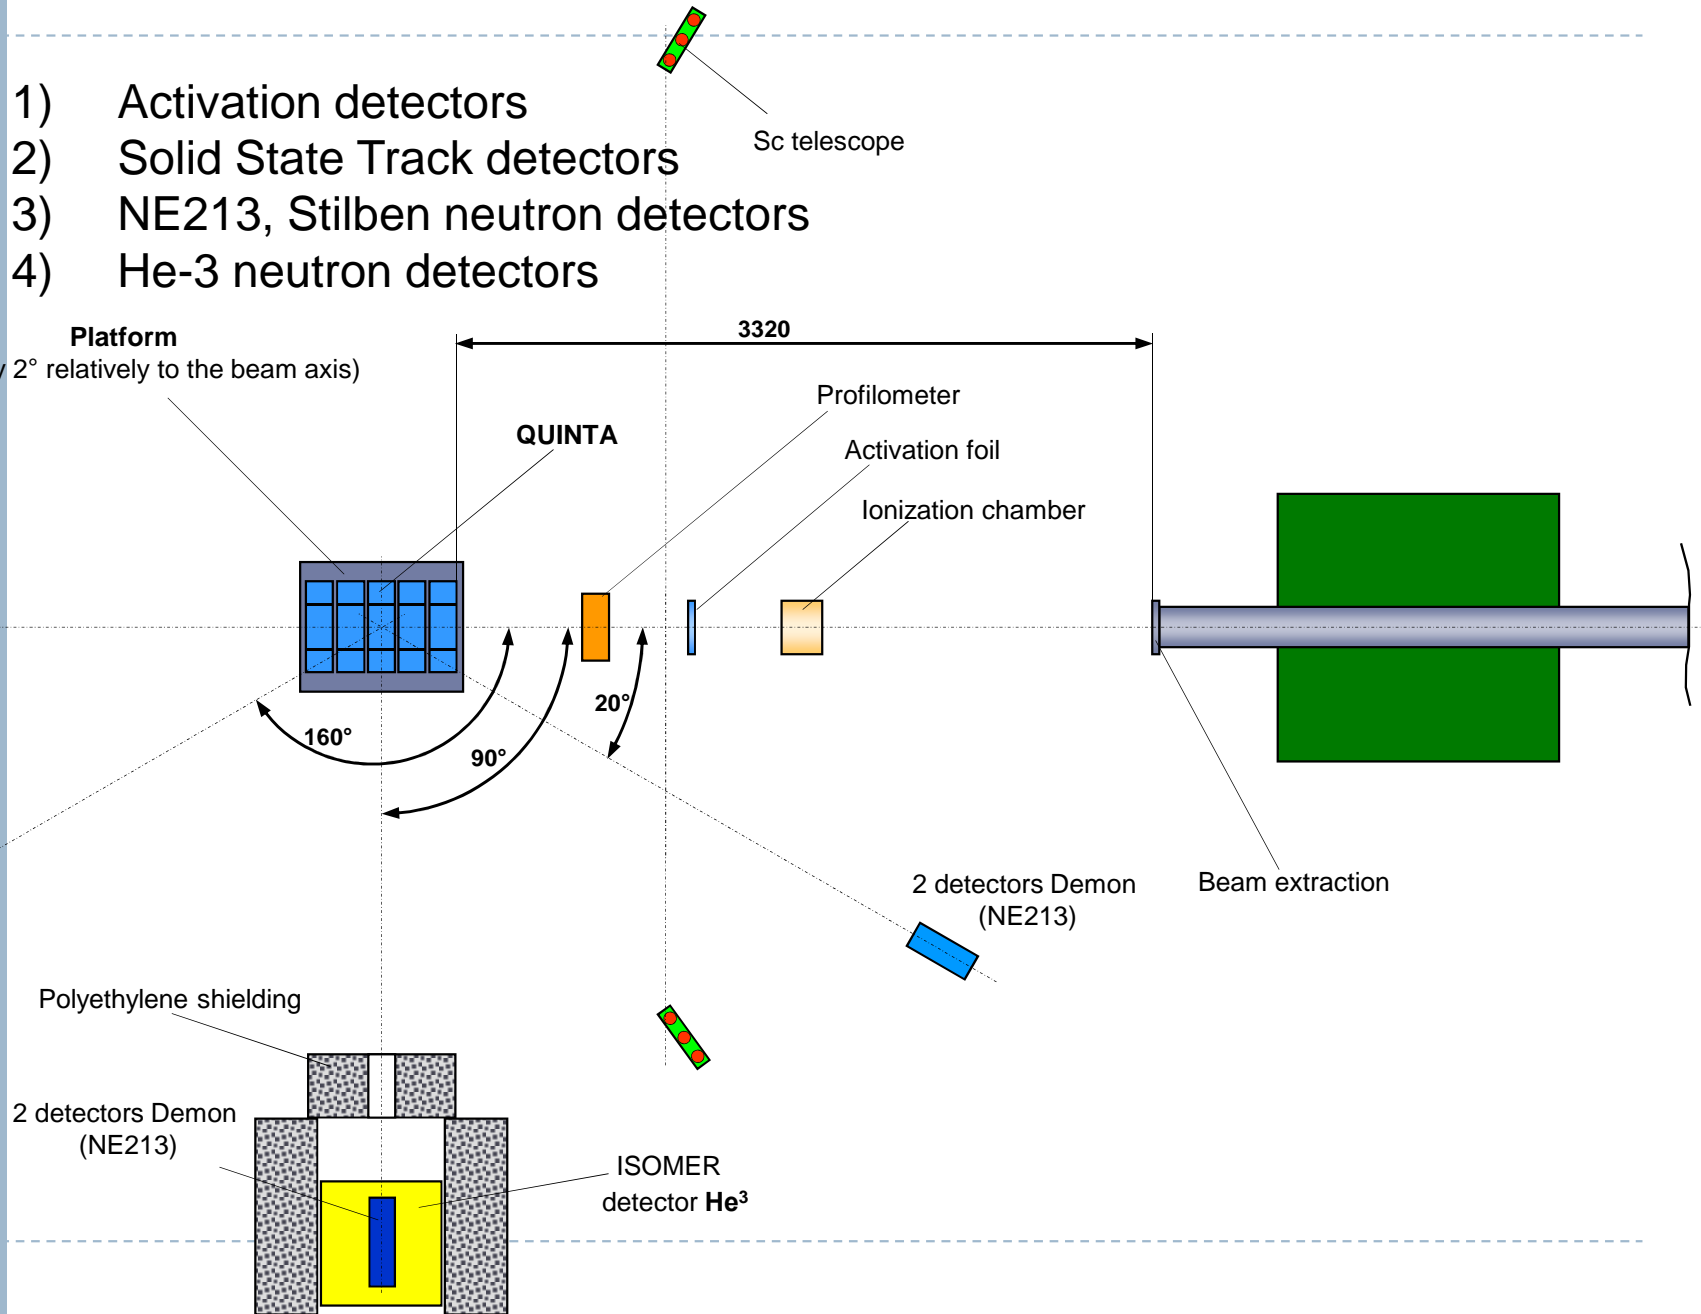 Sc telescope
1) Activation detectors
2) Solid State Track detectors
3) NE213, Stilben neutron detectors
4) He-3 neutron detectors
Platform
2° relatively to the beam axis)
3320
Profilometer
QUINTA
Activation foil
Ionization chamber
20°
160°
90°
2 detectors Demon
(NE213)
Beam extraction
Polyethylene shielding
2 detectors Demon
(NE213)
ISOMER
detector He³